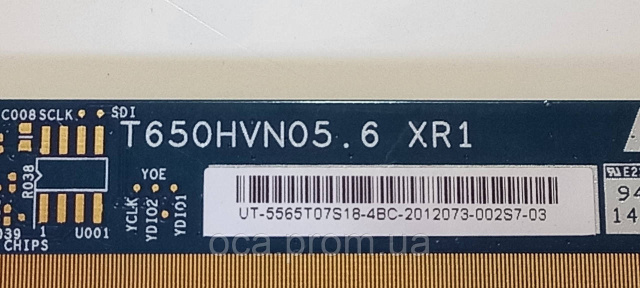 C008 SCLK SDI
T650HVN05.6 XR1
R038
YOE
YCLK
YDIO2
YDIO1
UT-5565T07S18-4BC-2012073-002S7-03
E2
94
14
1 U001
039
CHIPS
oca.prom.ua